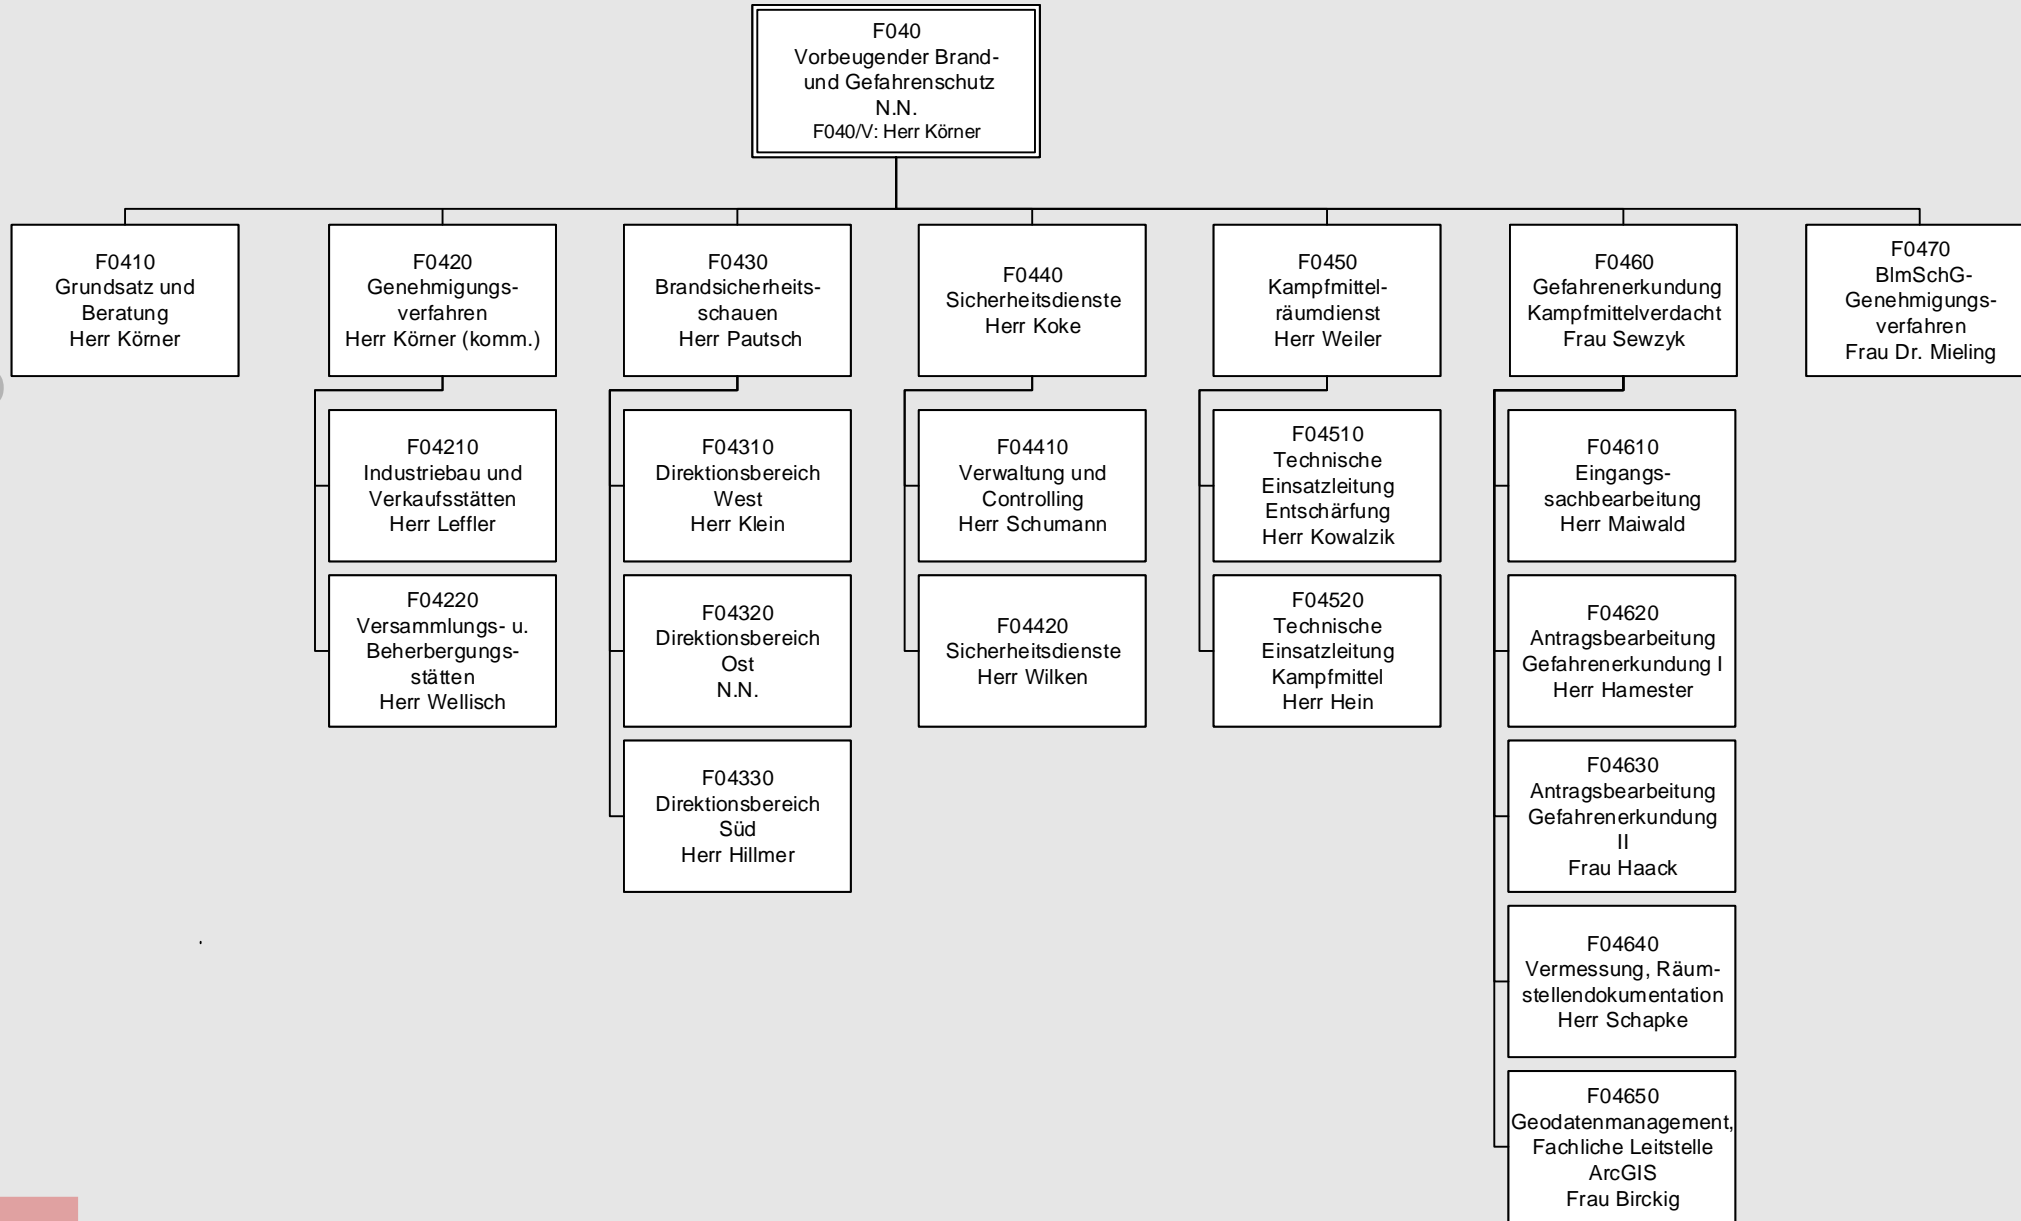 F040
Vorbeugender Brand-
und Gefahrenschutz
N.N.
F040/V: Herr Körner
F0410
Grundsatz und
Beratung
Herr Körner
F0420
Genehmigungs-
verfahren
Herr Körner (komm.)
F0430
Brandsicherheits-
schauen
Herr Pautsch
F0440
Sicherheitsdienste
Herr Koke
F0450
Kampfmittel-
räumdienst
Herr Weiler
F0460
Gefahrenerkundung
Kampfmittelverdacht
Frau Sewzyk
F0470
BImSchG-
Genehmigungs-
verfahren
Frau Dr. Mieling
F04210
Industriebau und
Verkaufsstätten
Herr Leffler
F04220
Versammlungs- u.
Beherbergungs-
stätten
Herr Wellisch
F04310
Direktionsbereich
West
Herr Klein
F04320
Direktionsbereich
Ost
N.N.
F04330
Direktionsbereich
Süd
Herr Hillmer
F04410
Verwaltung und
Controlling
Herr Schumann
F04420
Sicherheitsdienste
Herr Wilken
F04510
Technische
Einsatzleitung
Entschärfung
Herr Kowalzik
F04520
Technische
Einsatzleitung
Kampfmittel
Herr Hein
F04610
Eingangs-
sachbearbeitung
Herr Maiwald
F04620
Antragsbearbeitung
Gefahrenerkundung I
Herr Hamester
F04630
Antragsbearbeitung
Gefahrenerkundung
II
Frau Haack
F04640
Vermessung, Räum-
stellendokumentation
Herr Schapke
F04650
Geodatenmanagement,
Fachliche Leitstelle
ArcGIS
Frau Birckig